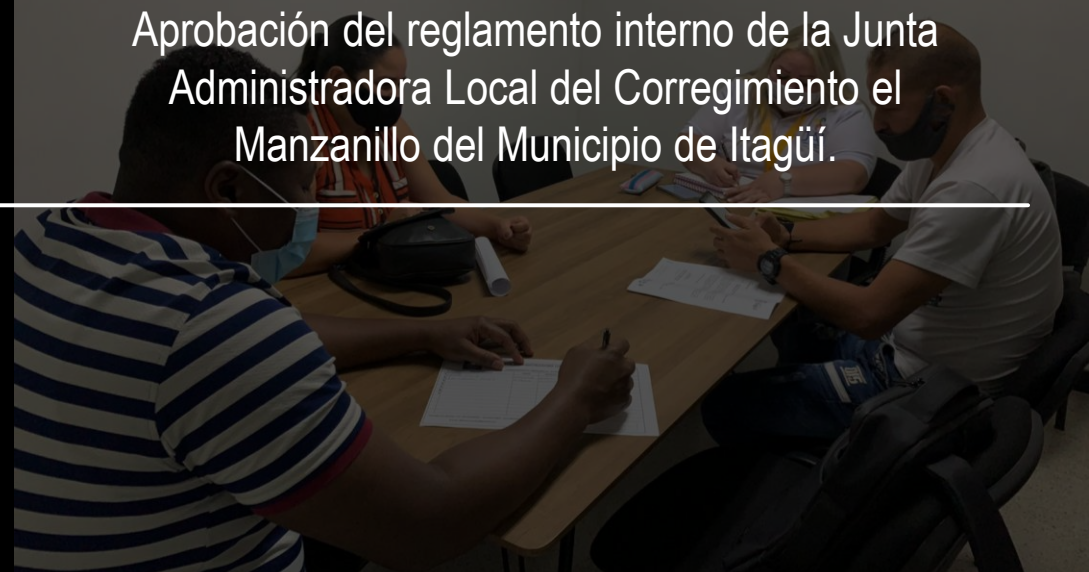 Aprobación del reglamento interno de la Junta
Administradora Local del Corregimiento el
Manzanillo del Municipio de Itagüí.